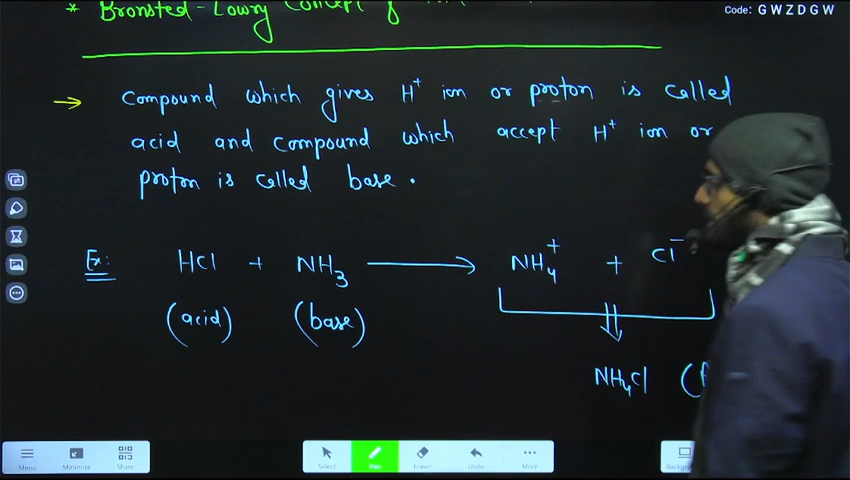 Code: G W Z D G W
* Bronsted-Lowry Concept of
→ Compound which gives H⁺ ion or proton is called
acid and compound which accept H⁺ ion or
proton is called base.
Ex: HCl + NH₃ → NH₄⁺ + Cl⁻
(acid) (base)
NH₄Cl (
Menu Minimize Share Select Pen Eraser Undo More